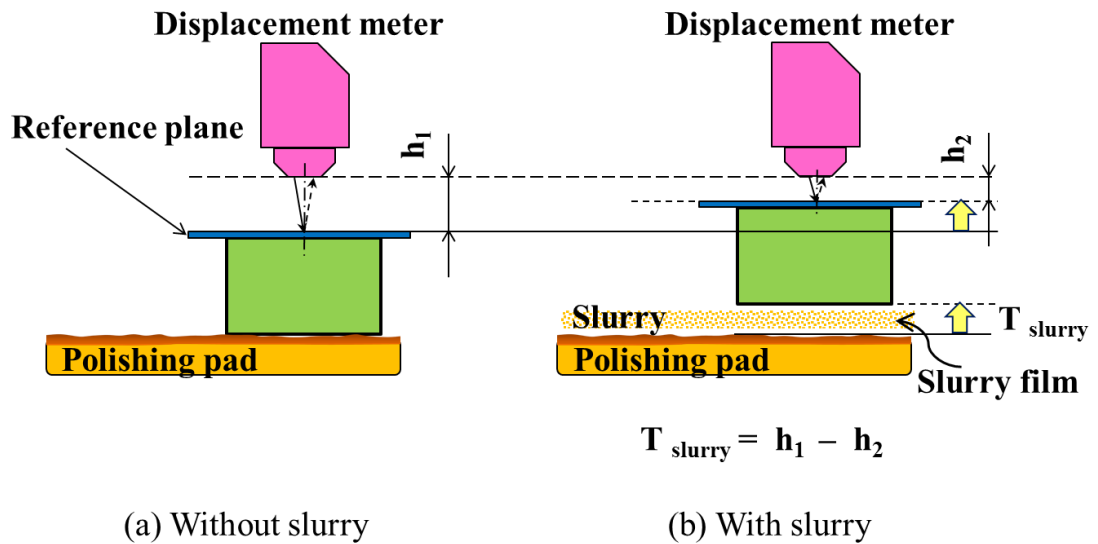 Displacement meter
Displacement meter
Reference plane
h1
h2
Slurry
T slurry
Polishing pad
Polishing pad
Slurry film
T slurry = h1 – h2
(a) Without slurry
(b) With slurry